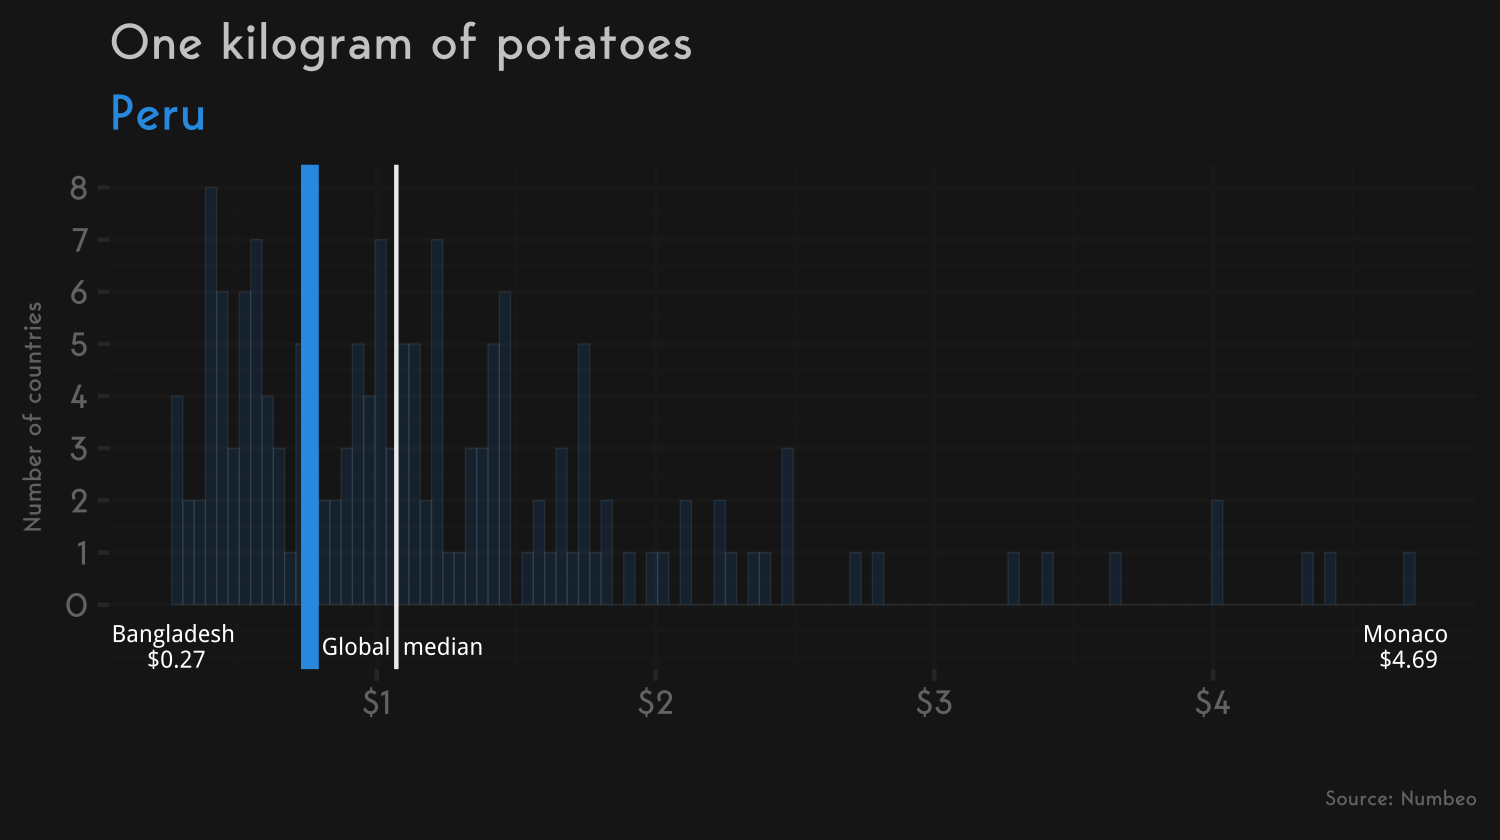 One kilogram of potatoes
Peru
Number of countries
8
7
6
5
4
3
2
1
0
Bangladesh
$0.27
Global median
Monaco
$4.69
$1 $2 $3 $4
Source: Numbeo